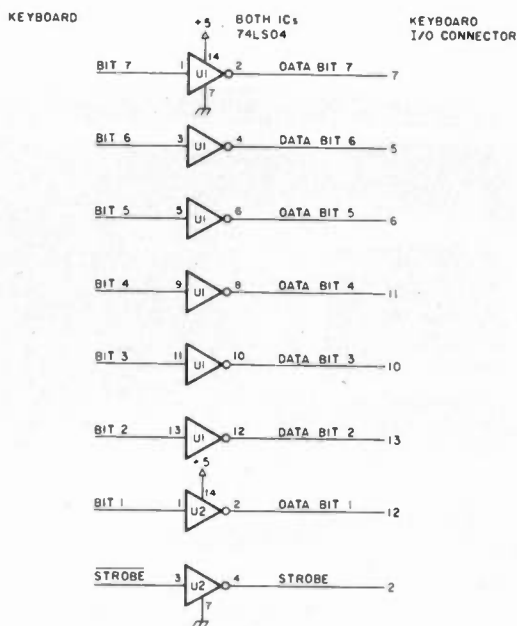 KEYBOARD
BOTH ICs
74LS04
KEYBOARD
I/O CONNECTOR
+5
14
BIT 7 1 U1 2 DATA BIT 7 7
7
BIT 6 3 U1 4 DATA BIT 6 5
BIT 5 5 U1 6 DATA BIT 5 6
BIT 4 9 U1 8 DATA BIT 4 11
BIT 3 11 U1 10 DATA BIT 3 10
BIT 2 13 U1 12 DATA BIT 2 13
+5
14
BIT 1 1 U2 2 DATA BIT 1 12
STROBE 3 U2 4 STROBE 2
7